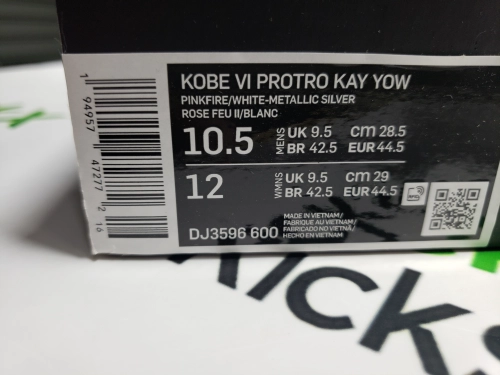 KOBE VI PROTRO KAY YOW
PINKFIRE/WHITE-METALLIC SILVER
ROSE FEU II/BLANC
10.5 MENS UK 9.5 cm 28.5
BR 42.5 EUR 44.5
12 WMNS UK 9.5 cm 29
BR 42.5 EUR 44.5
DJ3596 600
MADE IN VIETNAM/
FABRIQUE AU VIETNAM/
FABRICADO NO VIETNÃ/
HECHO EN VIETNAM
1 94957 47277 2 16
KICKS